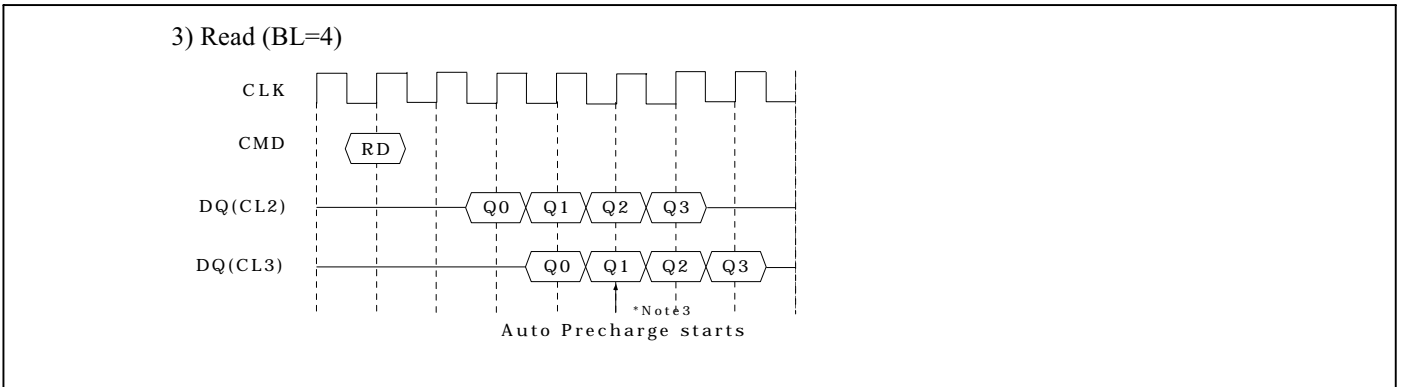 3) Read (BL=4)
CLK
CMD RD
DQ(CL2) Q0 Q1 Q2 Q3
DQ(CL3) Q0 Q1 Q2 Q3
*Note3
Auto Precharge starts